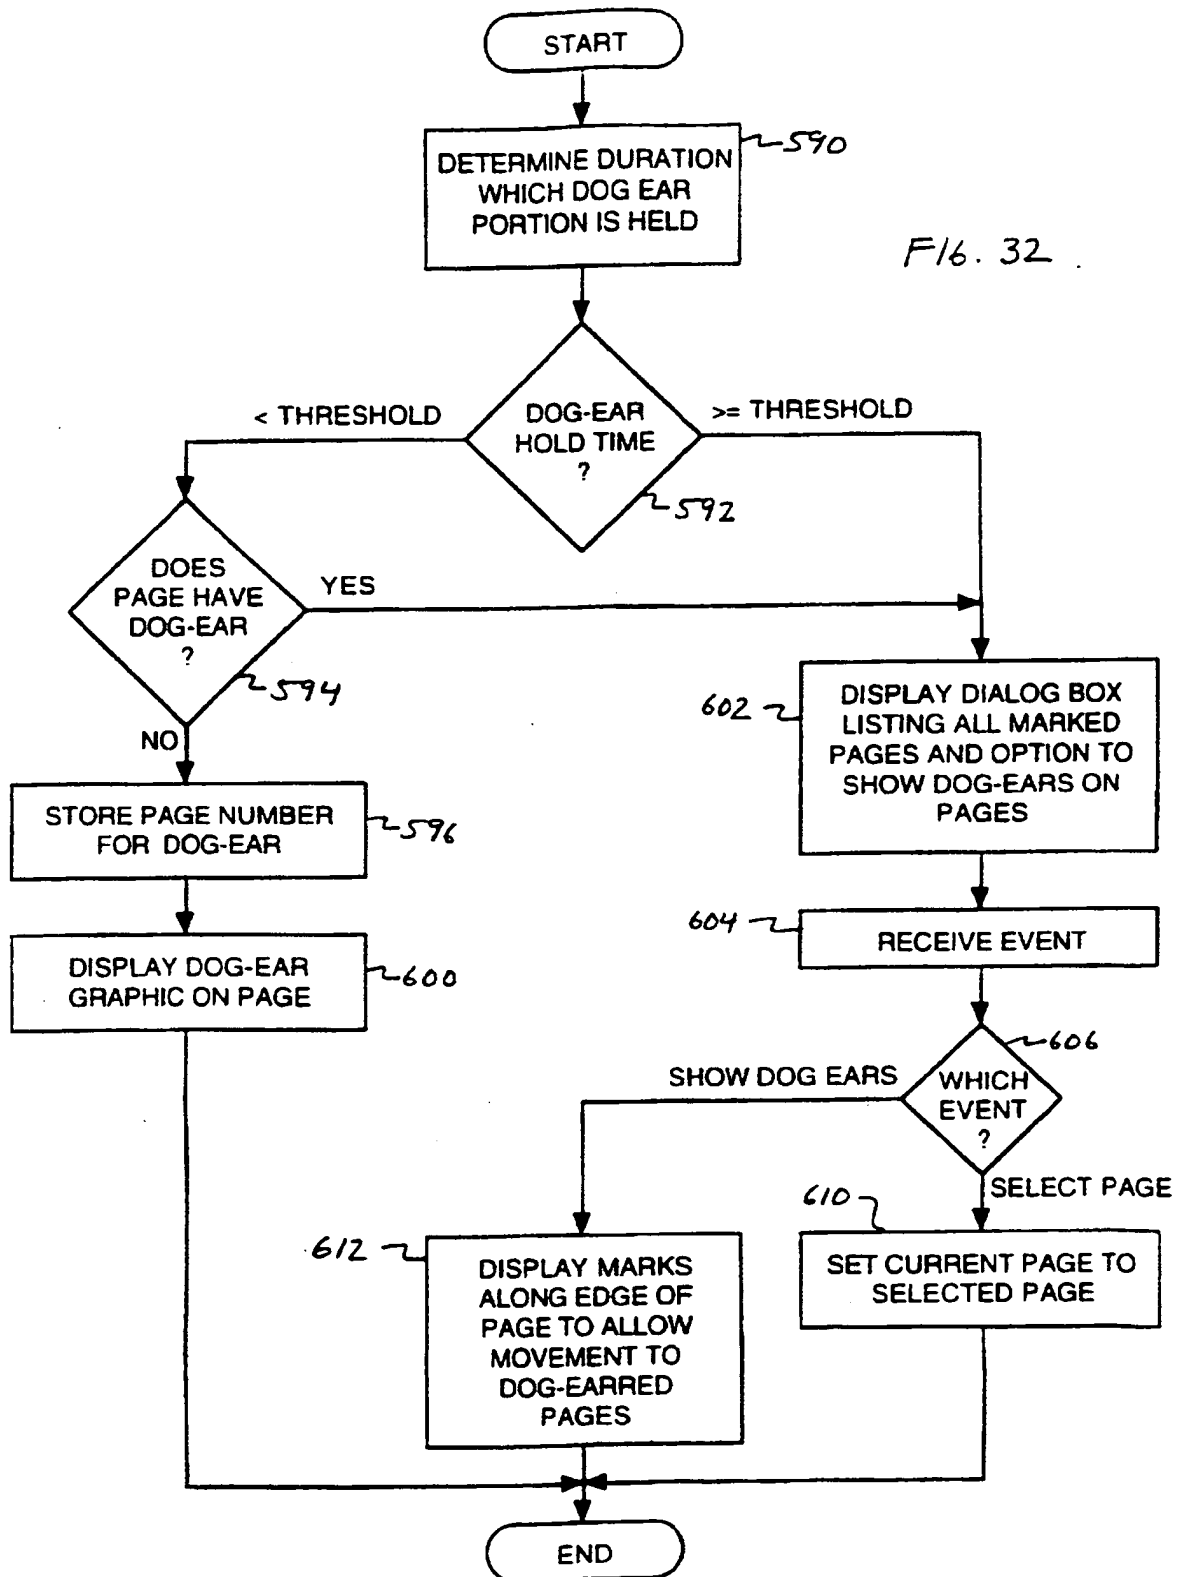 START
DETERMINE DURATION
WHICH DOG EAR
PORTION IS HELD
590
FIG. 32
< THRESHOLD
DOG-EAR
HOLD TIME
?
>= THRESHOLD
592
DOES
PAGE HAVE
DOG-EAR
?
YES
594
NO
602
DISPLAY DIALOG BOX
LISTING ALL MARKED
PAGES AND OPTION TO
SHOW DOG-EARS ON
PAGES
STORE PAGE NUMBER
FOR DOG-EAR
596
604
RECEIVE EVENT
DISPLAY DOG-EAR
GRAPHIC ON PAGE
600
606
SHOW DOG EARS
WHICH
EVENT
?
SELECT PAGE
610
612
DISPLAY MARKS
ALONG EDGE OF
PAGE TO ALLOW
MOVEMENT TO
DOG-EARRED
PAGES
SET CURRENT PAGE TO
SELECTED PAGE
END